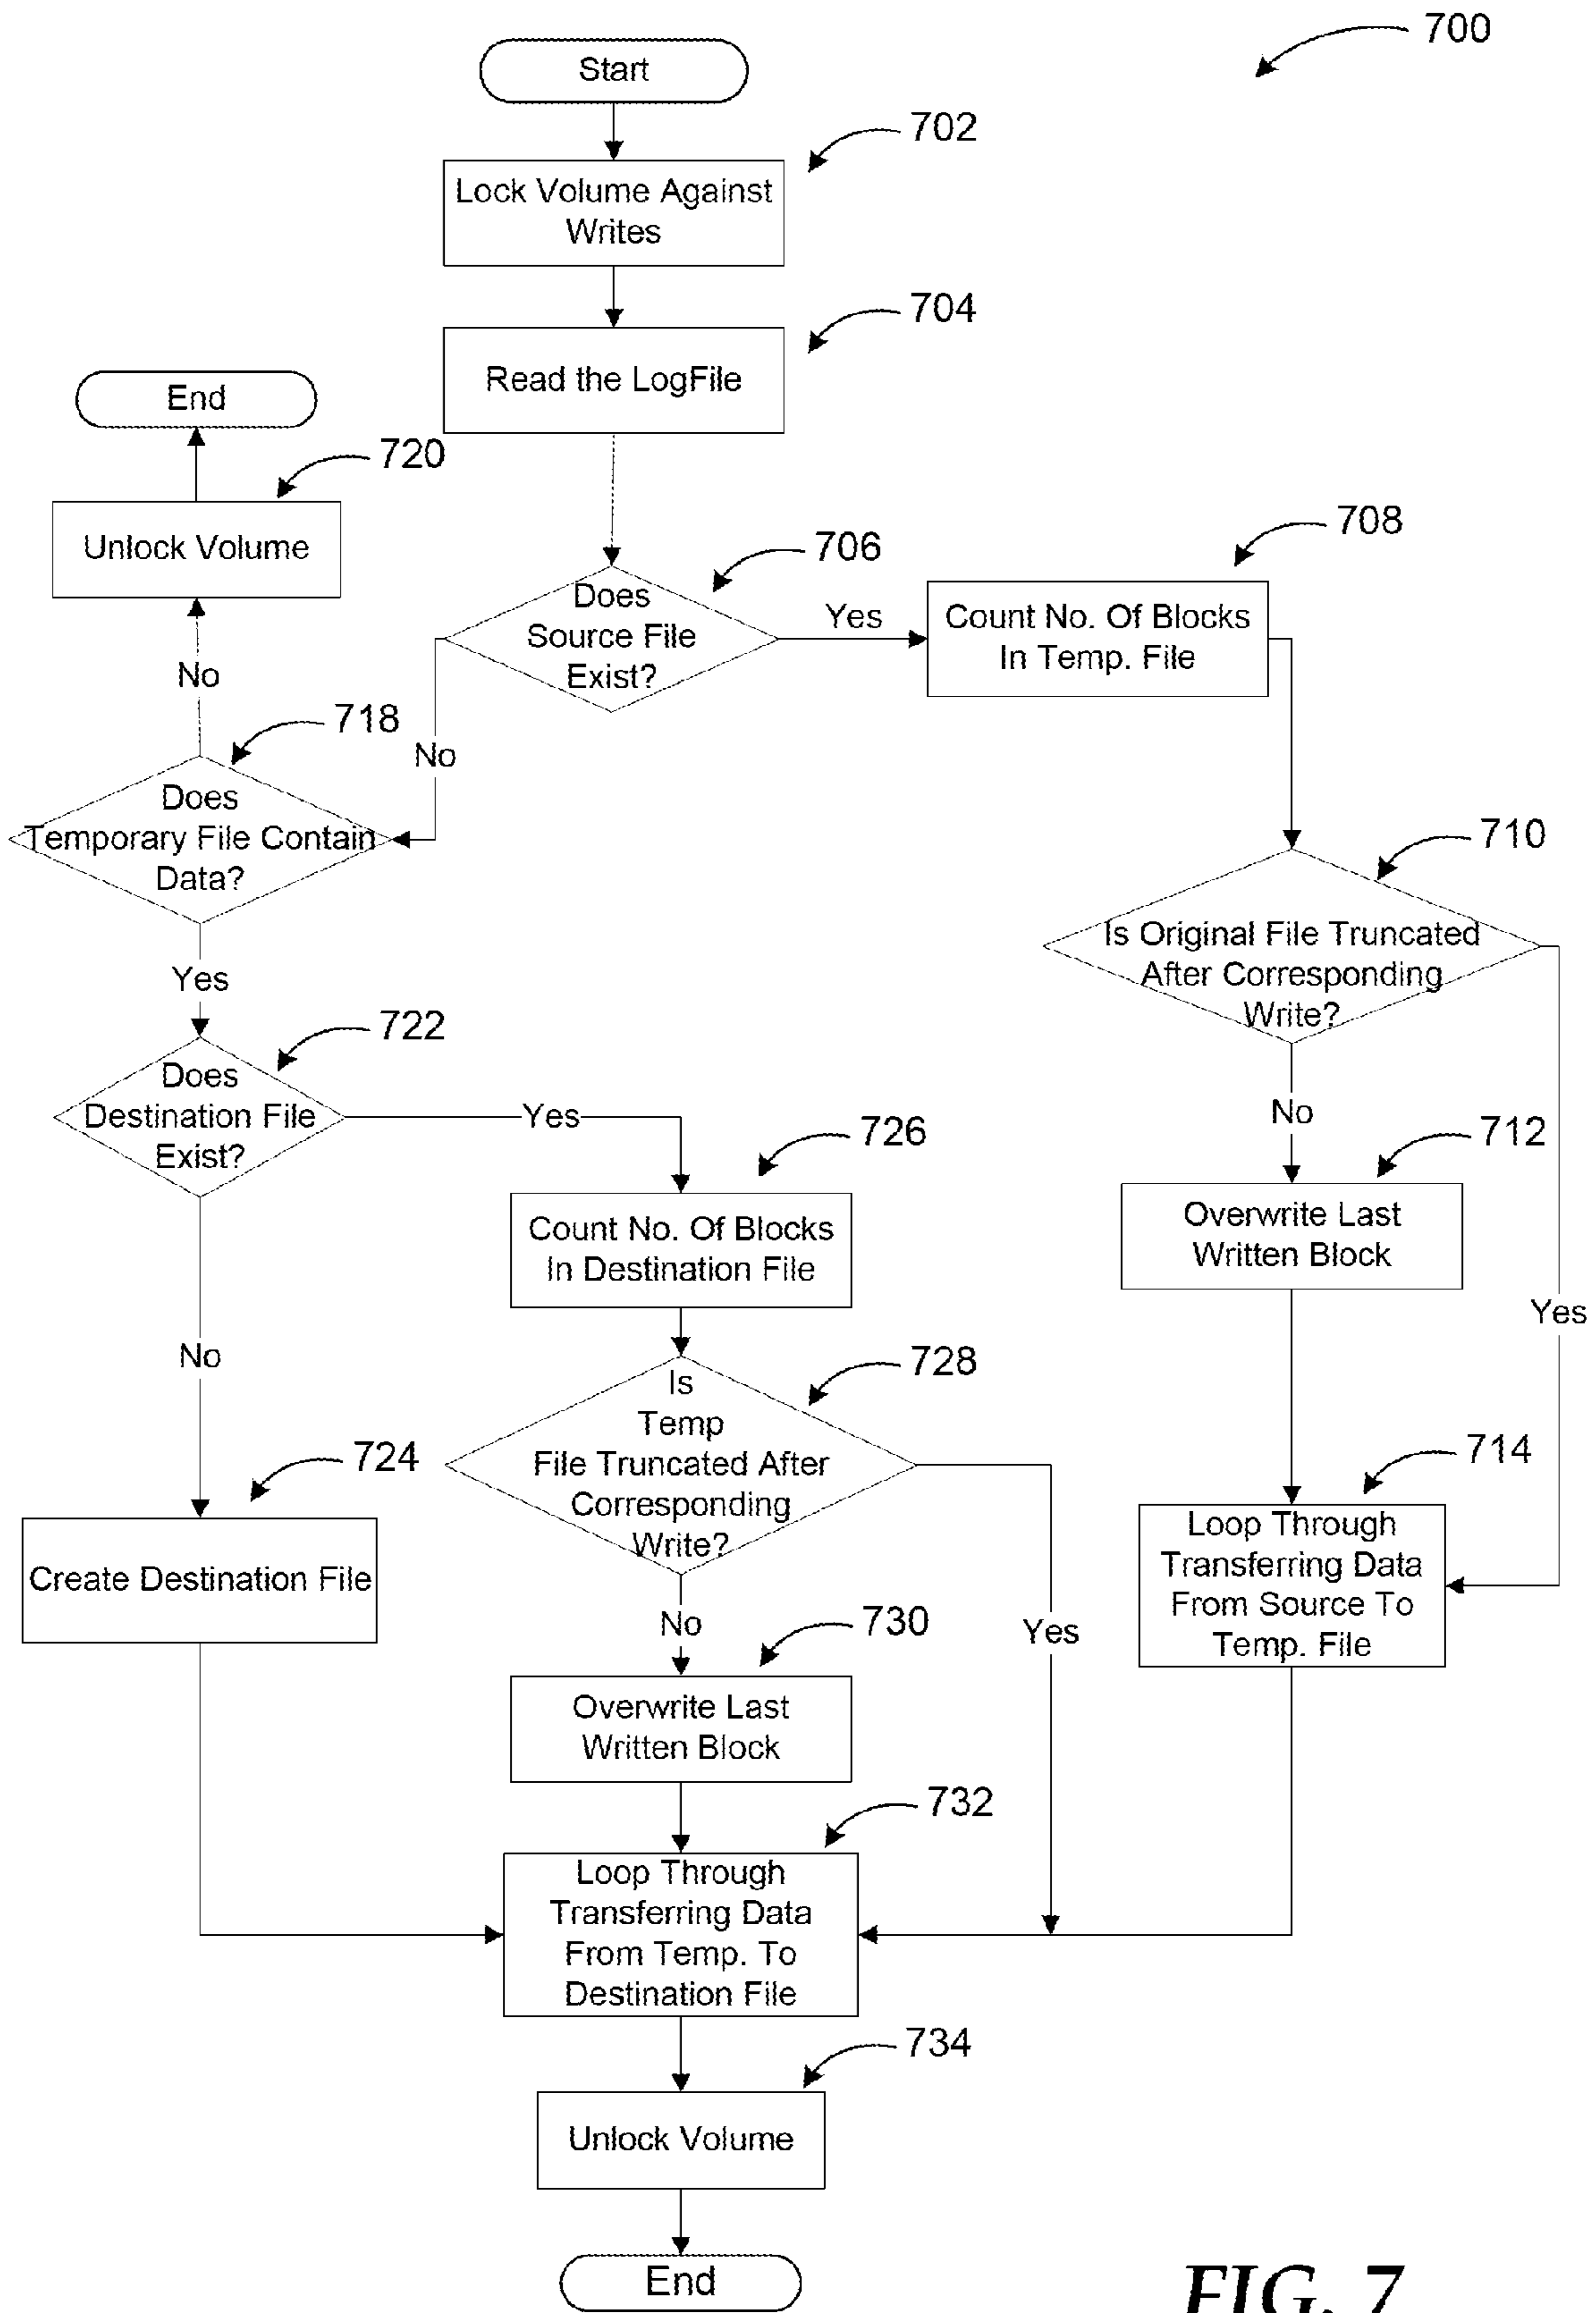 700
Start
702
Lock Volume Against
Writes
704
Read the LogFile
End
720
Unlock Volume
706
Does
Source File
Exist?
Yes
708
Count No. Of Blocks
In Temp. File
No
718
No
Does
Temporary File Contain
Data?
710
Is Original File Truncated
After Corresponding
Write?
Yes
722
Does
Destination File
Exist?
Yes
No
712
Overwrite Last
Written Block
726
Count No. Of Blocks
In Destination File
Yes
No
728
Is
Temp
File Truncated After
Corresponding
Write?
714
Loop Through
Transferring Data
From Source To
Temp. File
724
Create Destination File
No
730
Yes
Overwrite Last
Written Block
732
Loop Through
Transferring Data
From Temp. To
Destination File
734
Unlock Volume
End
FIG. 7